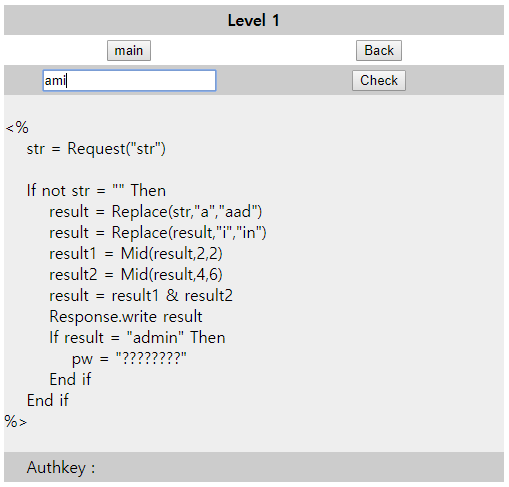 Level 1
main Back
ami Check
<%
str = Request("str")
If not str = "" Then
result = Replace(str,"a","aad")
result = Replace(result,"i","in")
result1 = Mid(result,2,2)
result2 = Mid(result,4,6)
result = result1 & result2
Response.write result
If result = "admin" Then
pw = "????????"
End if
End if
%>
Authkey :